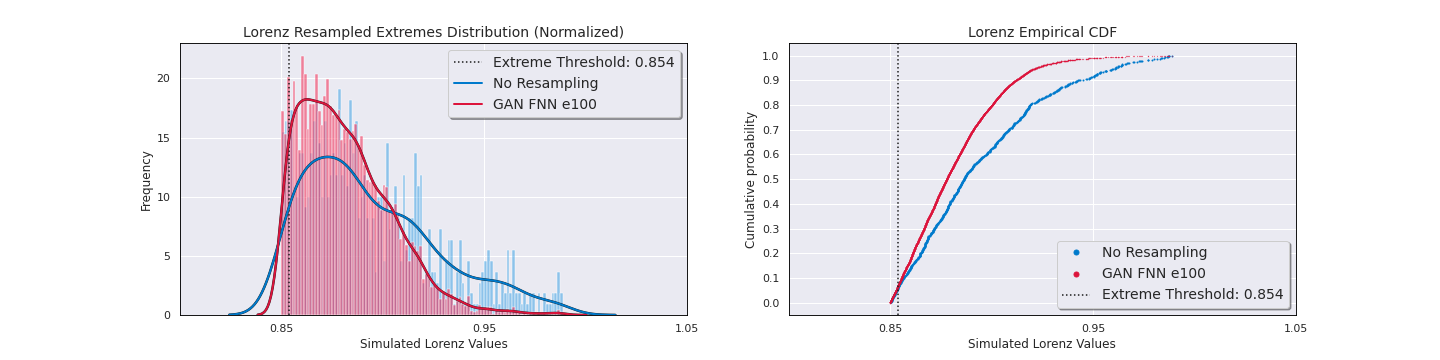 Lorenz Resampled Extremes Distribution (Normalized)
Frequency
20
15
10
5
0
Extreme Threshold: 0.854
No Resampling
GAN FNN e100
0.85
0.95
1.05
Simulated Lorenz Values
Lorenz Empirical CDF
Cumulative probability
1.0
0.9
0.8
0.7
0.6
0.5
0.4
0.3
0.2
0.1
0.0
No Resampling
GAN FNN e100
Extreme Threshold: 0.854
0.85
0.95
1.05
Simulated Lorenz Values